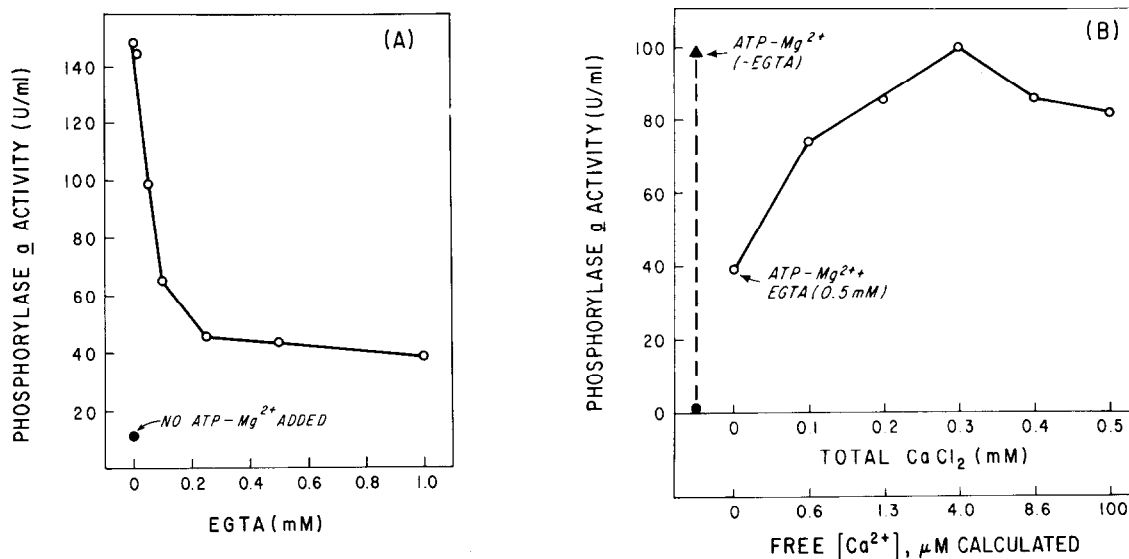 (A)
PHOSPHORYLASE a ACTIVITY (U/ml)
140
120
100
80
60
40
20
0
NO ATP-Mg2+ ADDED
0 0.2 0.4 0.6 0.8 1.0
EGTA (mM)
(B)
PHOSPHORYLASE a ACTIVITY (U/ml)
100
80
60
40
20
0
ATP-Mg2+
(-EGTA)
ATP-Mg2++
EGTA (0.5mM)
0 0.1 0.2 0.3 0.4 0.5
TOTAL CaCl2 (mM)
0 0.6 1.3 4.0 8.6 100
FREE [Ca2+], μM CALCULATED